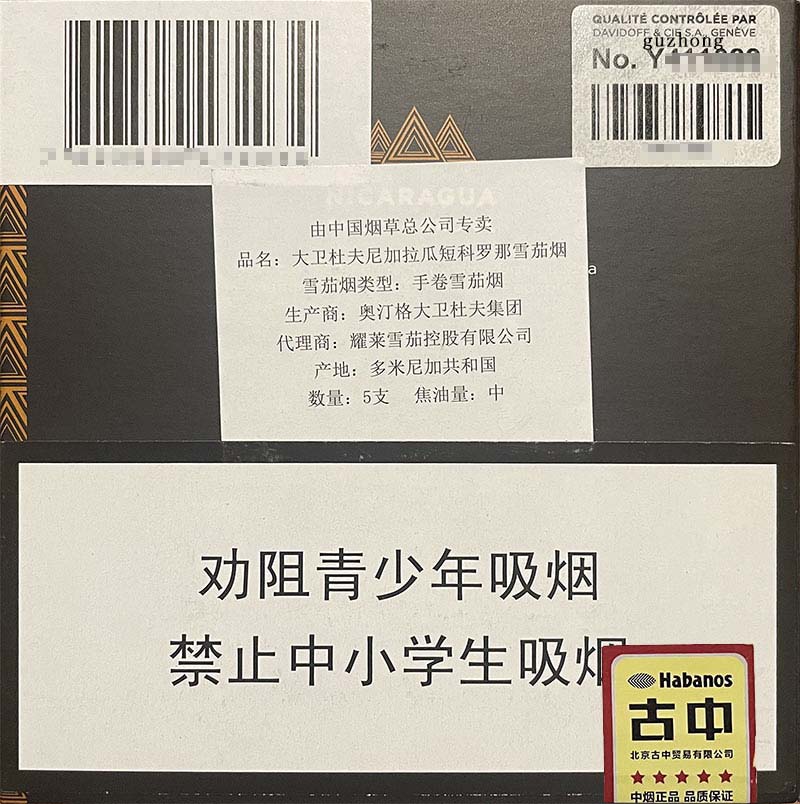 QUALITÉ CONTRÔLÉE PAR
DAVIDOFF & CIE S.A., GENÈVE
guzhong
No. Y
NICARAGUA
由中国烟草总公司专卖
品名：大卫杜夫尼加拉瓜短科罗那雪茄烟
a
雪茄烟类型：手卷雪茄烟
生产商：奥汀格大卫杜夫集团
代理商：耀莱雪茄控股有限公司
产地：多米尼加共和国
数量：5支 焦油量：中
劝阻青少年吸烟
禁止中小学生吸烟
Habanos
古中
北京古中贸易有限公司
中烟正品 品质保证